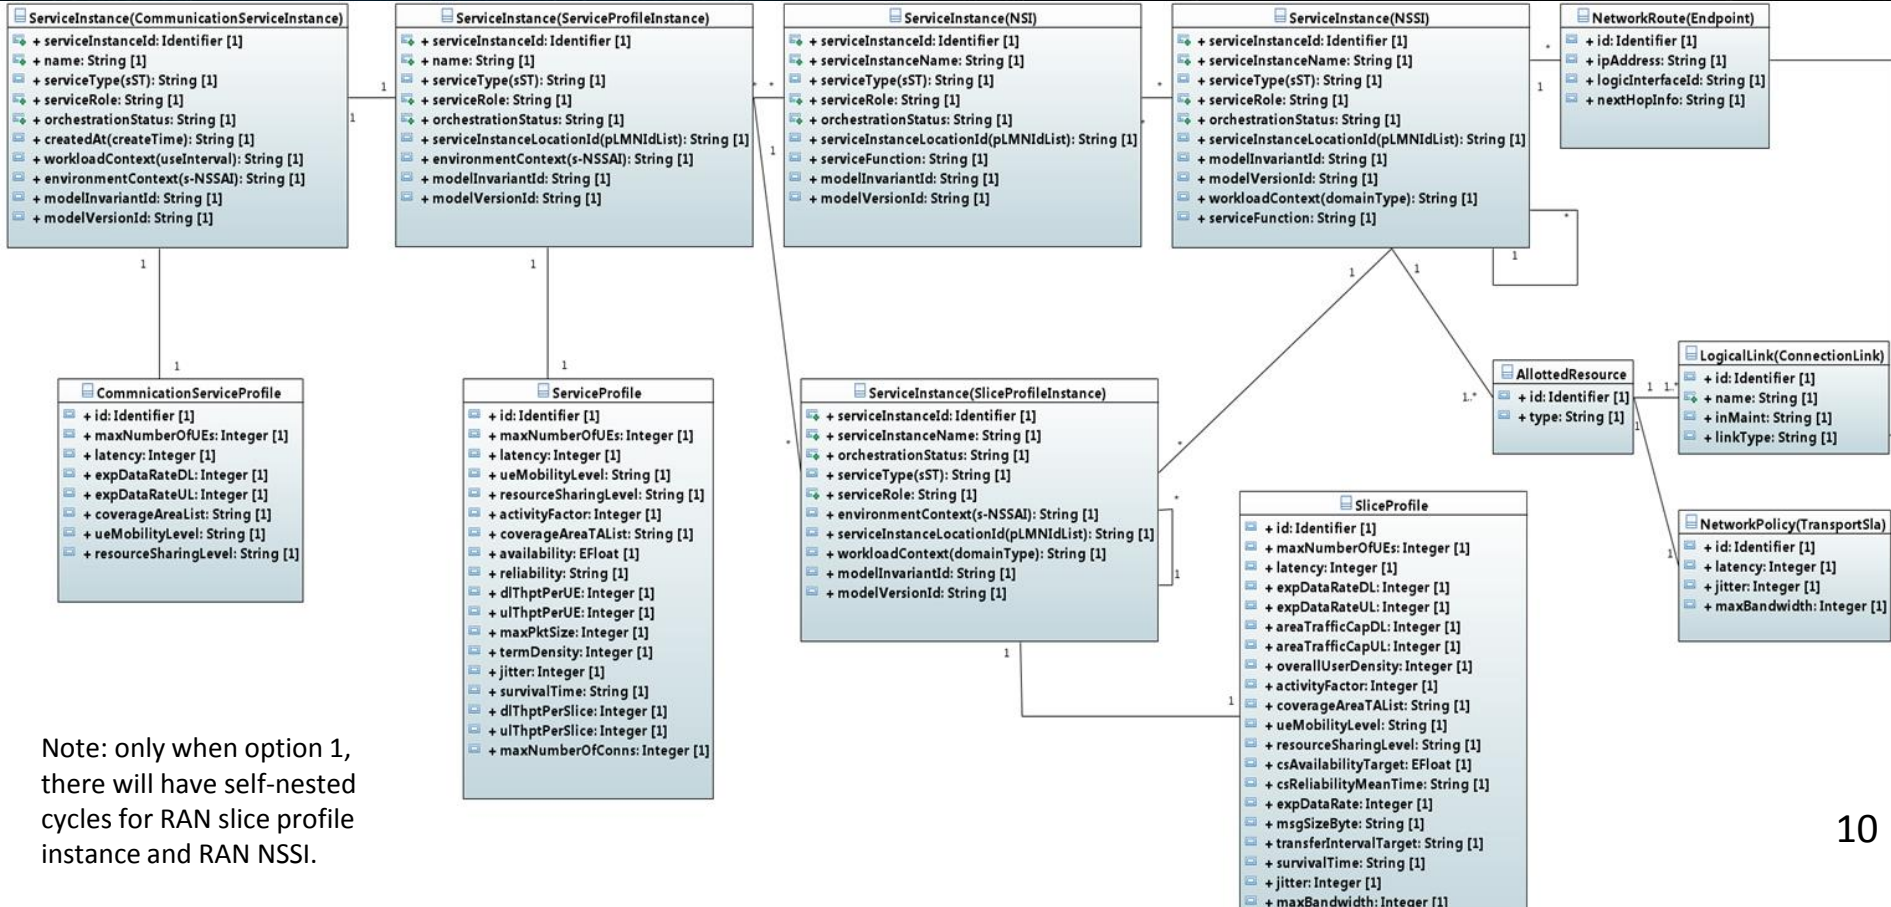 ServiceInstance(CommunicationServiceInstance)
+ serviceInstanceId: Identifier [1]
+ name: String [1]
+ serviceType(sST): String [1]
+ serviceRole: String [1]
+ orchestrationStatus: String [1]
+ createdAt(createTime): String [1]
+ workloadContext(useInterval): String [1]
+ environmentContext(s-NSSAI): String [1]
+ modelInvariantId: String [1]
+ modelVersionId: String [1]
1
1
ServiceInstance(ServiceProfileInstance)
+ serviceInstanceId: Identifier [1]
+ name: String [1]
+ serviceType(sST): String [1]
+ serviceRole: String [1]
+ orchestrationStatus: String [1]
+ serviceInstanceLocationId(pLMNIdList): String [1]
+ environmentContext(s-NSSAI): String [1]
+ modelInvariantId: String [1]
+ modelVersionId: String [1]
* *
1
ServiceInstance(NSI)
+ serviceInstanceId: Identifier [1]
+ serviceInstanceName: String [1]
+ serviceType(sST): String [1]
+ serviceRole: String [1]
+ orchestrationStatus: String [1]
+ serviceInstanceLocationId(pLMNIdList): String [1]
+ serviceFunction: String [1]
+ modelInvariantId: String [1]
+ modelVersionId: String [1]
*
*
ServiceInstance(NSSI)
+ serviceInstanceId: Identifier [1]
+ serviceInstanceName: String [1]
+ serviceType(sST): String [1]
+ serviceRole: String [1]
+ orchestrationStatus: String [1]
+ serviceInstanceLocationId(pLMNIdList): String [1]
+ modelInvariantId: String [1]
+ modelVersionId: String [1]
+ workloadContext(domainType): String [1]
+ serviceFunction: String [1]
*
1
*
1
NetworkRoute(Endpoint)
+ id: Identifier [1]
+ ipAddress: String [1]
+ logicInterfaceId: String [1]
+ nextHopInfo: String [1]
1
1
1
1
1
1
CommnicationServiceProfile
+ id: Identifier [1]
+ maxNumberOfUEs: Integer [1]
+ latency: Integer [1]
+ expDataRateDL: Integer [1]
+ expDataRateUL: Integer [1]
+ coverageAreaList: String [1]
+ ueMobilityLevel: String [1]
+ resourceSharingLevel: String [1]
ServiceProfile
+ id: Identifier [1]
+ maxNumberOfUEs: Integer [1]
+ latency: Integer [1]
+ ueMobilityLevel: String [1]
+ resourceSharingLevel: String [1]
+ activityFactor: Integer [1]
+ coverageAreaTAList: String [1]
+ availability: EFloat [1]
+ reliability: String [1]
+ dlThptPerUE: Integer [1]
+ ulThptPerUE: Integer [1]
+ maxPktSize: Integer [1]
+ termDensity: Integer [1]
+ jitter: Integer [1]
+ survivalTime: String [1]
+ dlThptPerSlice: Integer [1]
+ ulThptPerSlice: Integer [1]
+ maxNumberOfConns: Integer [1]
*
ServiceInstance(SliceProfileInstance)
+ serviceInstanceId: Identifier [1]
+ serviceInstanceName: String [1]
+ orchestrationStatus: String [1]
+ serviceType(sST): String [1]
+ serviceRole: String [1]
+ environmentContext(s-NSSAI): String [1]
+ serviceInstanceLocationId(pLMNIdList): String [1]
+ workloadContext(domainType): String [1]
+ modelInvariantId: String [1]
+ modelVersionId: String [1]
*
*
1
1
1
SliceProfile
+ id: Identifier [1]
+ maxNumberOfUEs: Integer [1]
+ latency: Integer [1]
+ expDataRateDL: Integer [1]
+ expDataRateUL: Integer [1]
+ areaTrafficCapDL: Integer [1]
+ areaTrafficCapUL: Integer [1]
+ overallUserDensity: Integer [1]
+ activityFactor: Integer [1]
+ coverageAreaTAList: String [1]
+ ueMobilityLevel: String [1]
+ resourceSharingLevel: String [1]
+ csAvailabilityTarget: EFloat [1]
+ csReliabilityMeanTime: String [1]
+ expDataRate: Integer [1]
+ msgSizeByte: String [1]
+ transferIntervalTarget: String [1]
+ survivalTime: String [1]
+ jitter: Integer [1]
+ maxBandwidth: Integer [1]
1..*
AllottedResource
+ id: Identifier [1]
+ type: String [1]
1 1..*
1
1
LogicalLink(ConnectionLink)
+ id: Identifier [1]
+ name: String [1]
+ inMaint: String [1]
+ linkType: String [1]
NetworkPolicy(TransportSla)
+ id: Identifier [1]
+ latency: Integer [1]
+ jitter: Integer [1]
+ maxBandwidth: Integer [1]
Note: only when option 1,
there will have self-nested
cycles for RAN slice profile
instance and RAN NSSI.
10